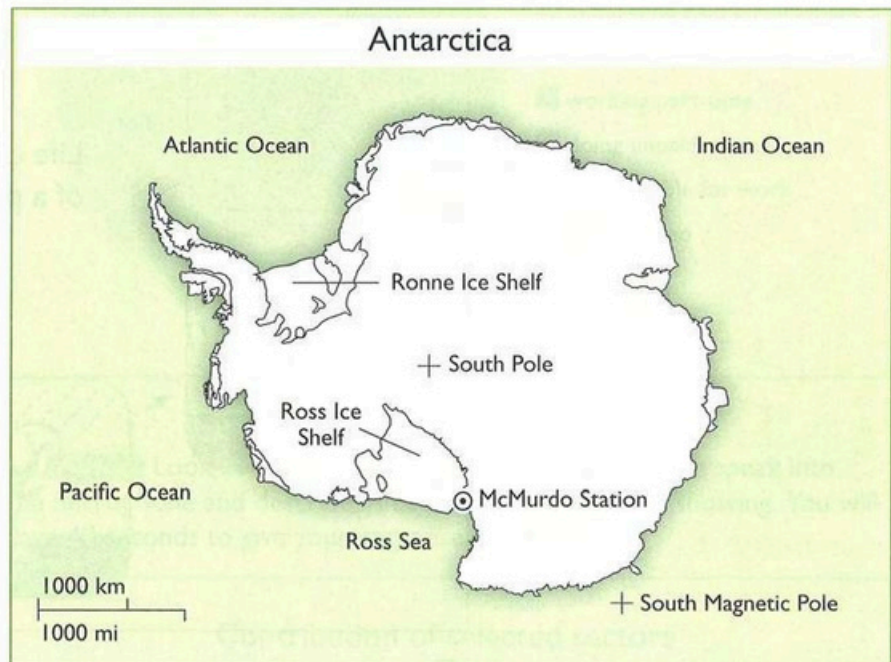 Antarctica
Atlantic Ocean
Indian Ocean
Ronne Ice Shelf
South Pole
Ross Ice
Shelf
Pacific Ocean
McMurdo Station
Ross Sea
1000 km
1000 mi
South Magnetic Pole